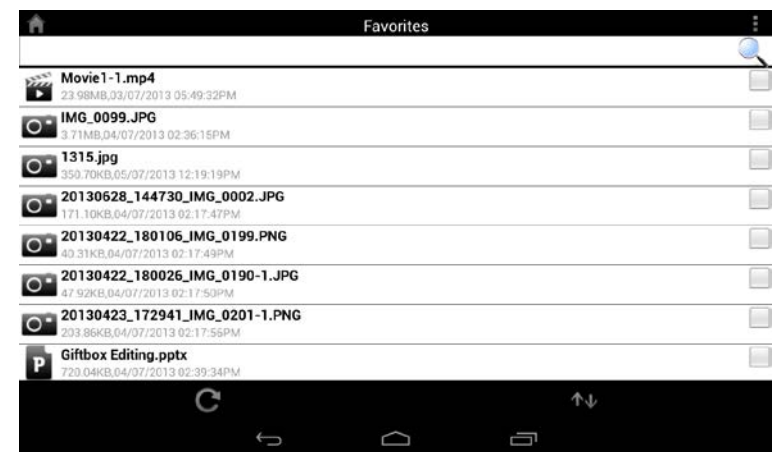 Favorites
Movie1-1.mp4
23.98MB,03/07/2013 05:49:32PM
IMG_0099.JPG
3.71MB,04/07/2013 02:36:15PM
1315.jpg
350.70KB,05/07/2013 12:19:19PM
20130628_144730_IMG_0002.JPG
171.10KB,04/07/2013 02:17:47PM
20130422_180106_IMG_0199.PNG
40.31KB,04/07/2013 02:17:49PM
20130422_180026_IMG_0190-1.JPG
47.92KB,04/07/2013 02:17:50PM
20130423_172941_IMG_0201-1.PNG
203.86KB,04/07/2013 02:17:56PM
P
Giftbox Editing.pptx
720.04KB,04/07/2013 02:39:34PM